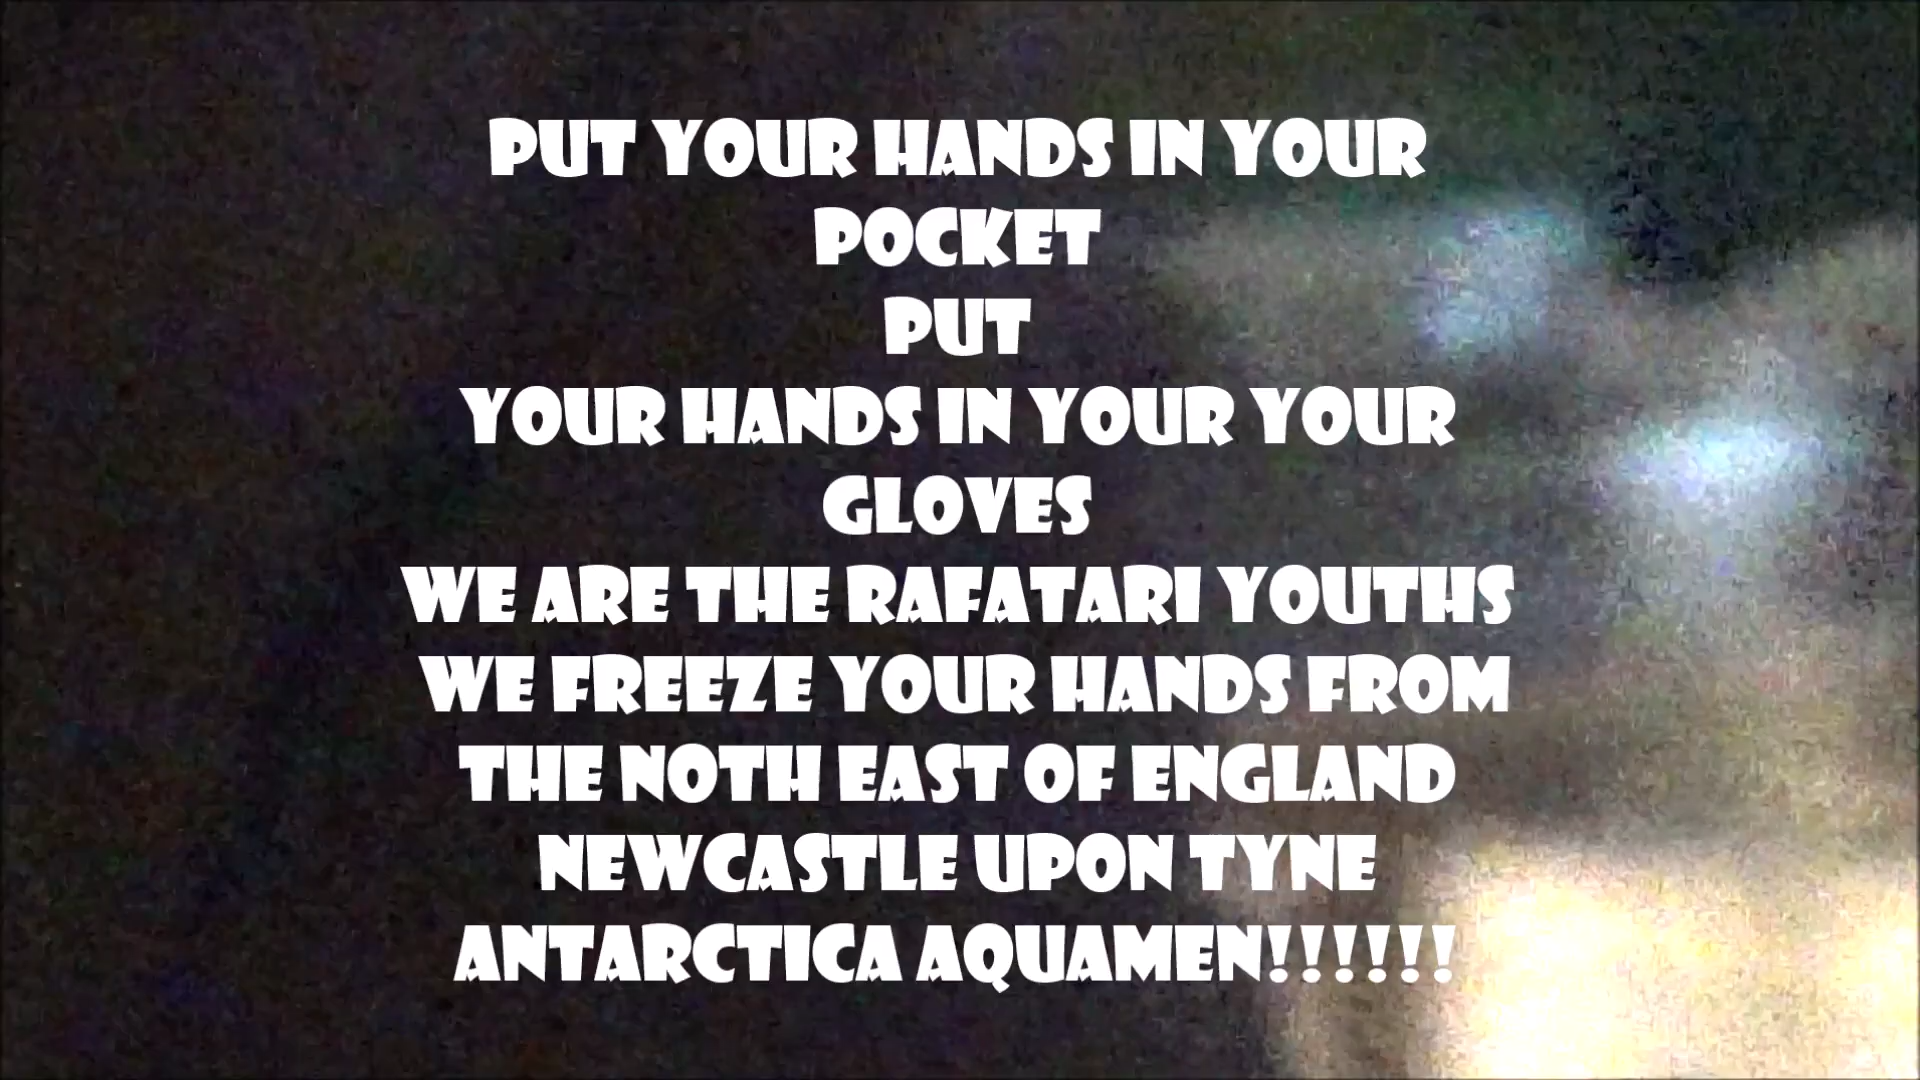 PUT YOUR HANDS IN YOUR
POCKET
PUT
YOUR HANDS IN YOUR YOUR
GLOVES
WE ARE THE RAFATARI YOUTHS
WE FREEZE YOUR HANDS FROM
THE NOTH EAST OF ENGLAND
NEWCASTLE UPON TYNE
ANTARCTICA AQUAMEN!!!!!!